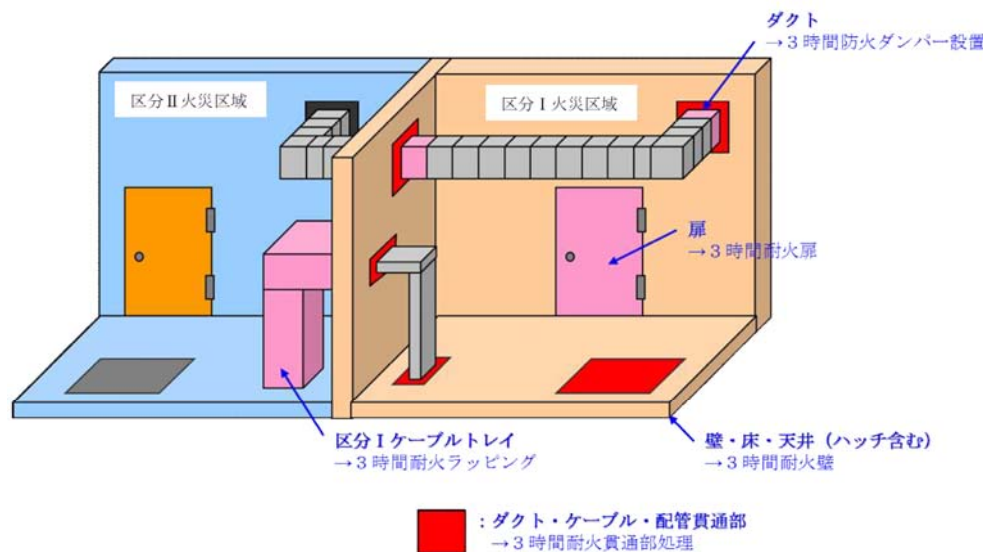 ダクト
→3時間防火ダンパー設置
区分Ⅱ火災区域
区分Ⅰ火災区域
扉
→3時間耐火扉
区分Ⅰケーブルトレイ
→3時間耐火ラッピング
壁・床・天井（ハッチ含む）
→3時間耐火壁
：ダクト・ケーブル・配管貫通部
→3時間耐火貫通部処理